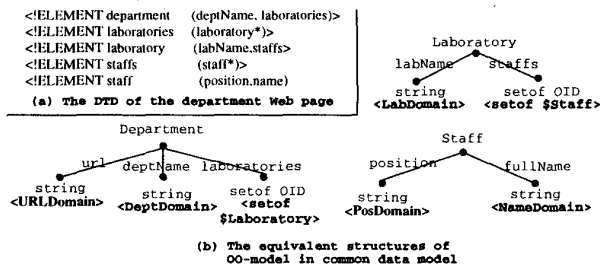 <!ELEMENT department (deptName, laboratories)>
<!ELEMENT laboratories (laboratory*)>
<!ELEMENT laboratory (labName,staffs>
<!ELEMENT staffs (staff*)>
<!ELEMENT staff (position,name)
(a) The DTD of the department Web page
Laboratory
labName staffs
string setof OID
<LabDomain> <setof $Staff>
Department
url deptName laboratories
string string setof OID
<URLDomain> <DeptDomain> <setof
$Laboratory>
Staff
position fullName
string string
<PosDomain> <NameDomain>
(b) The equivalent structures of
OO-model in common data model